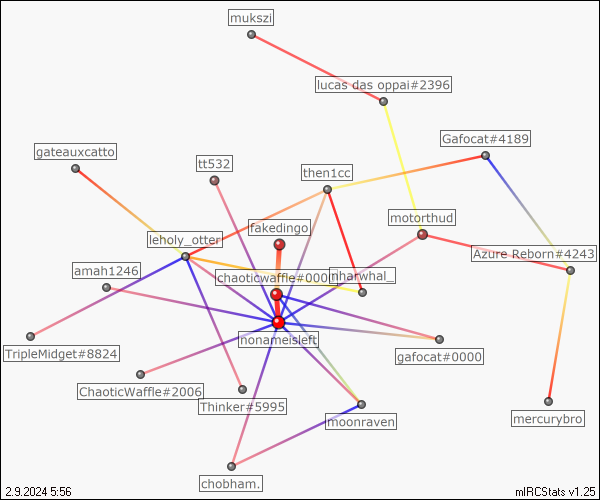 mukszi
lucas das oppai#2396
Gafocat#4189
gateauxcatto
tt532
then1cc
motorthud
fakedingo
leholy_otter
Azure Reborn#4243
amah1246
chaoticwaffle#0000
nharwhal_
nonameisleft
TripleMidget#8824
gafocat#0000
ChaoticWaffle#2006
Thinker#5995
mercurybro
moonraven
chobham.
2.9.2024 5:56
mIRCStats v1.25